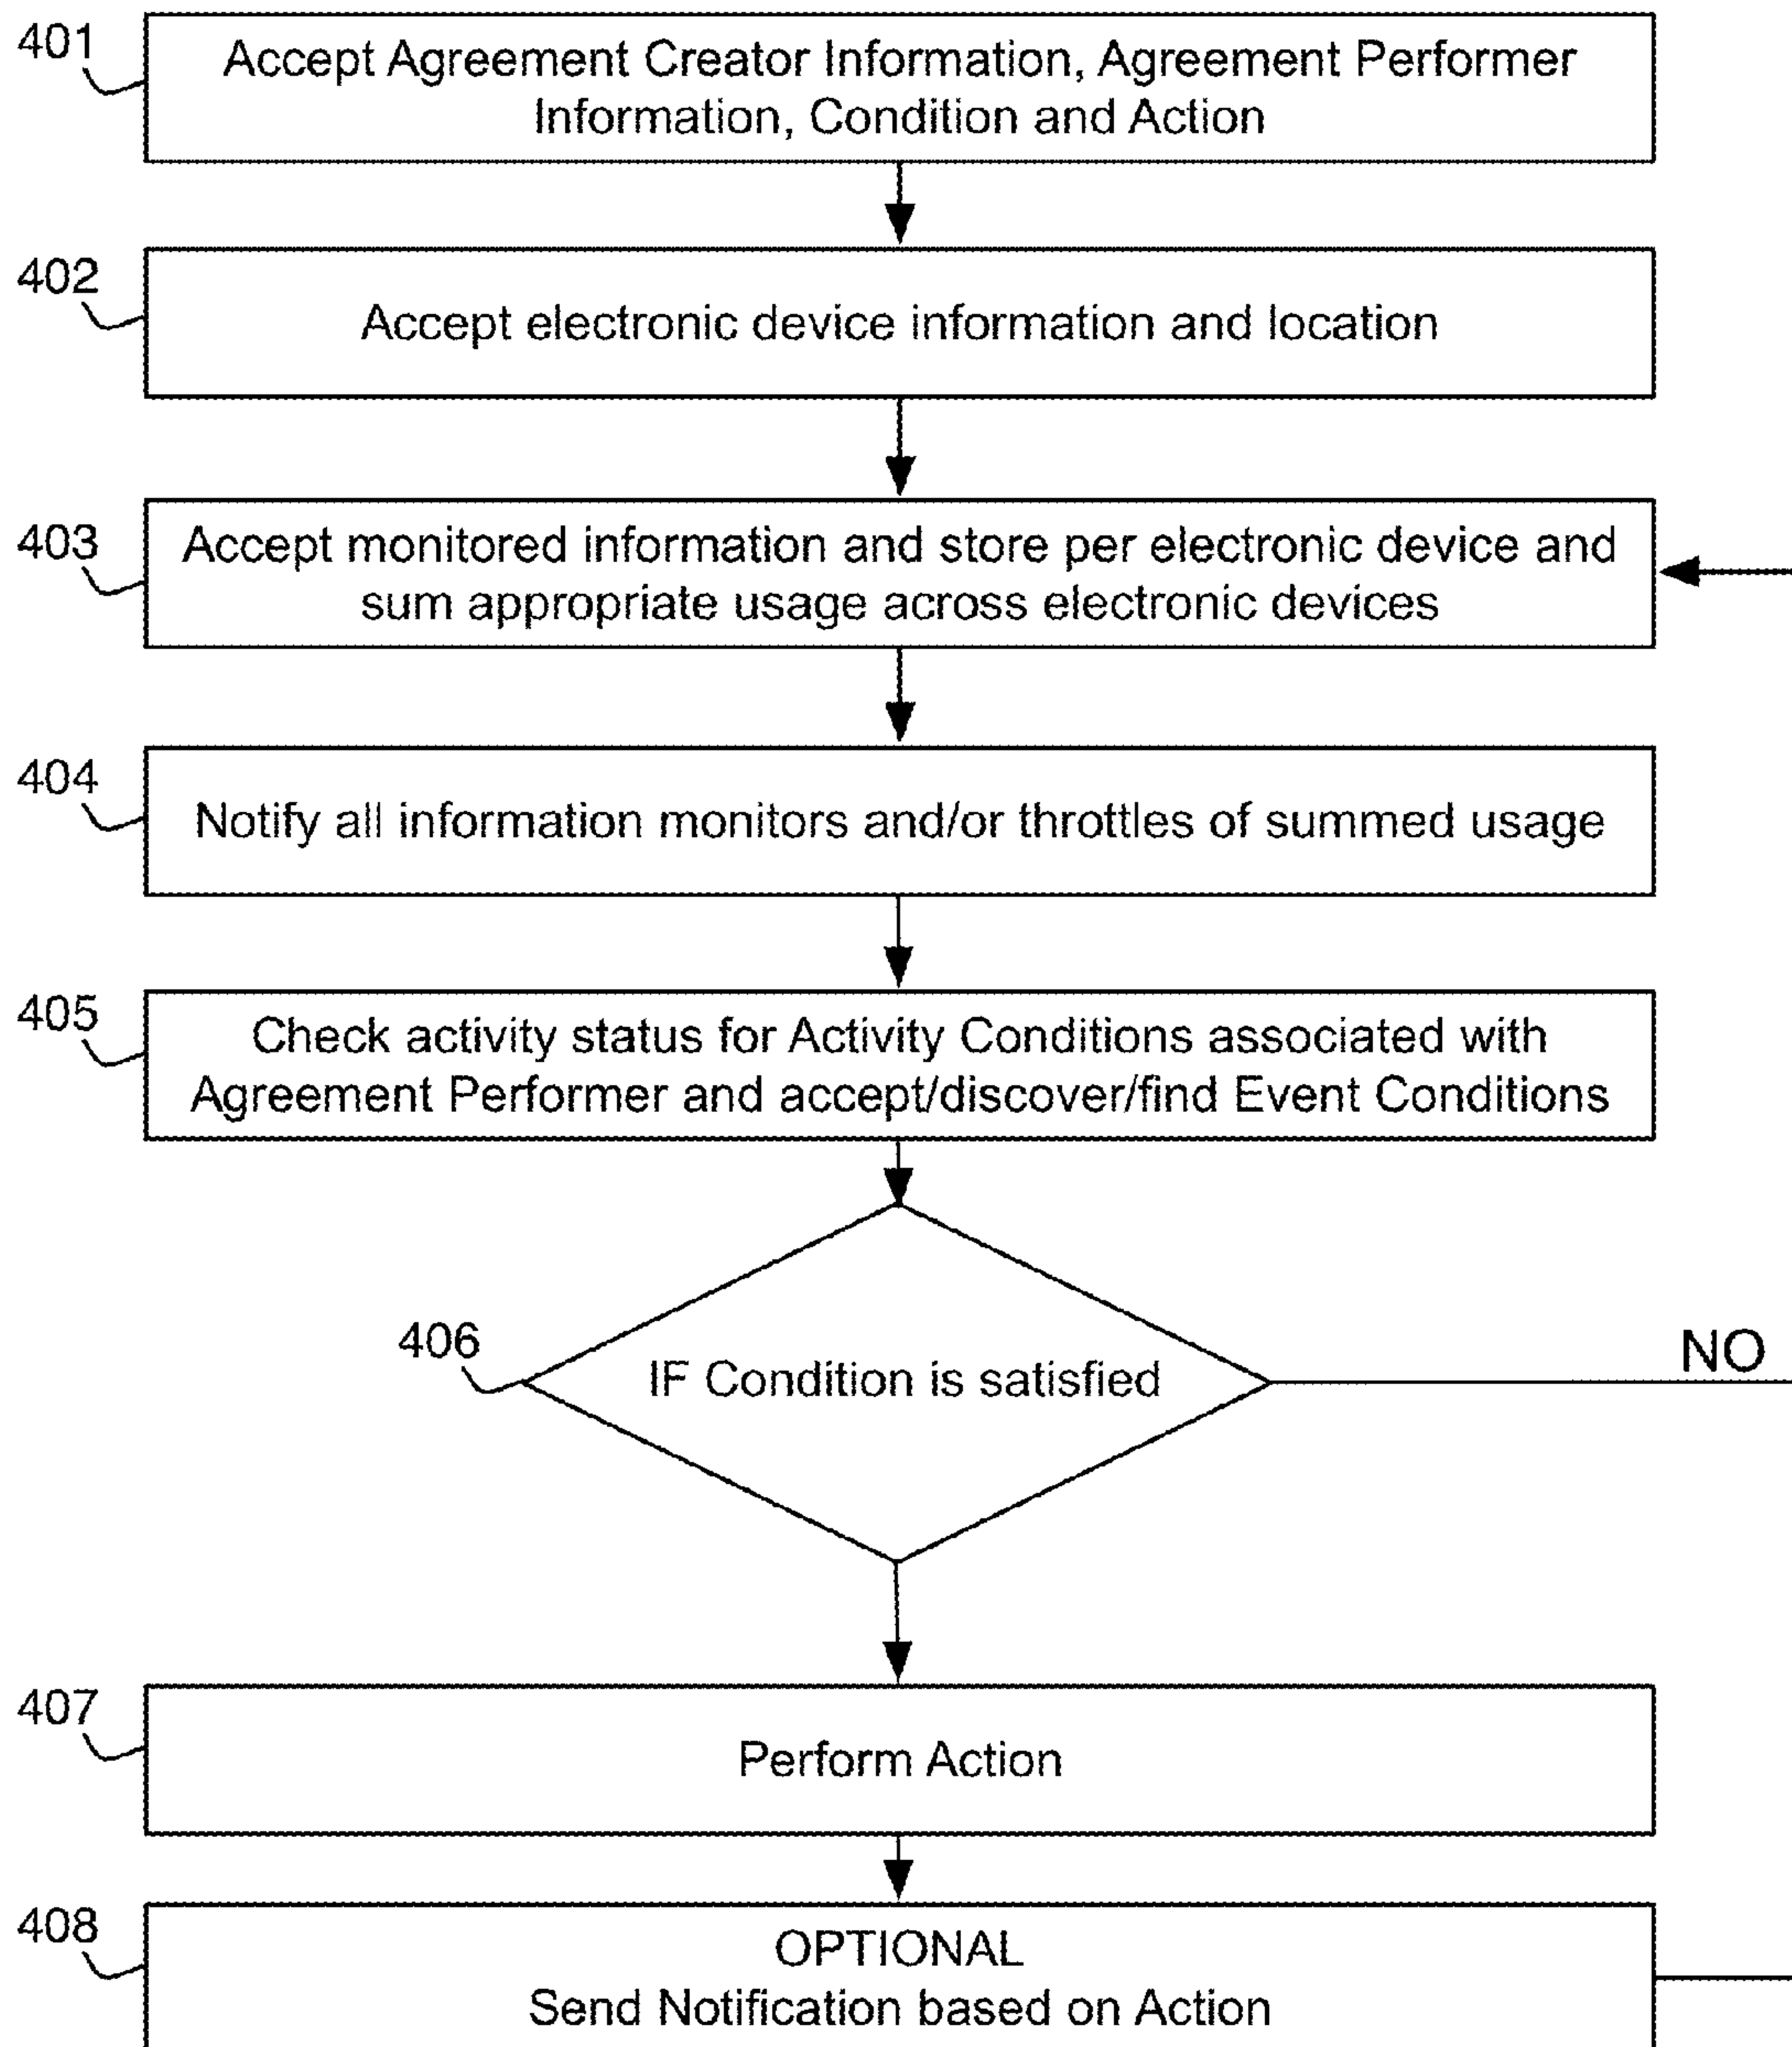 401
Accept Agreement Creator Information, Agreement Performer
Information, Condition and Action
402
Accept electronic device information and location
403
Accept monitored information and store per electronic device and
sum appropriate usage across electronic devices
404
Notify all information monitors and/or throttles of summed usage
405
Check activity status for Activity Conditions associated with
Agreement Performer and accept/discover/find Event Conditions
406
IF Condition is satisfied
NO
407
Perform Action
408
OPTIONAL
Send Notification based on Action